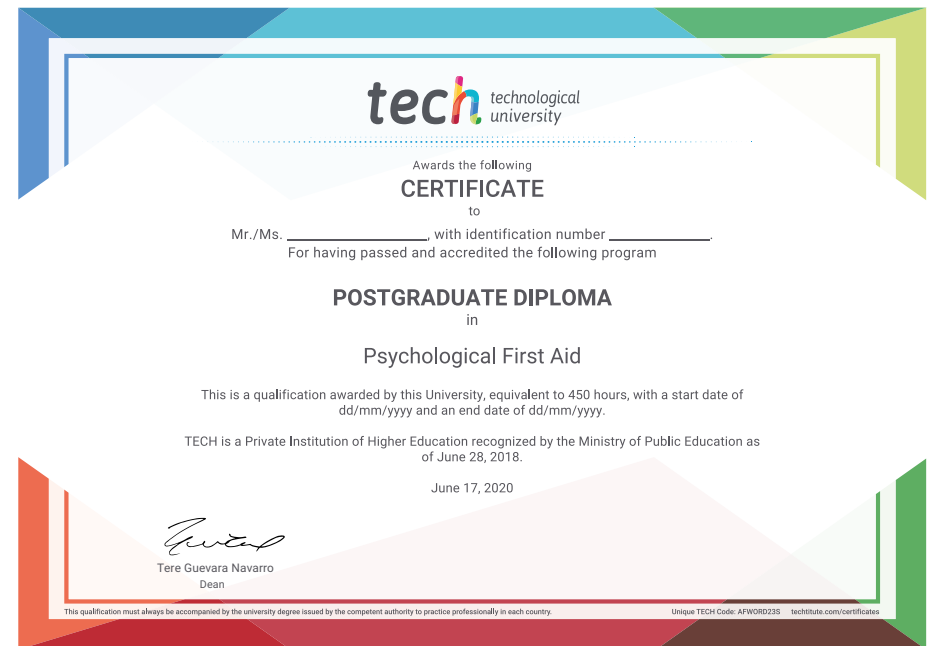 tech technological
university
Awards the following
CERTIFICATE
to
Mr./Ms. ____________________, with identification number ______________.
For having passed and accredited the following program
POSTGRADUATE DIPLOMA
in
Psychological First Aid
This is a qualification awarded by this University, equivalent to 450 hours, with a start date of
dd/mm/yyyy and an end date of dd/mm/yyyy.
TECH is a Private Institution of Higher Education recognized by the Ministry of Public Education as
of June 28, 2018.
June 17, 2020
Tere Guevara Navarro
Dean
This qualification must always be accompanied by the university degree issued by the competent authority to practice professionally in each country.
Unique TECH Code: AFWORD23S techtitute.com/certificates